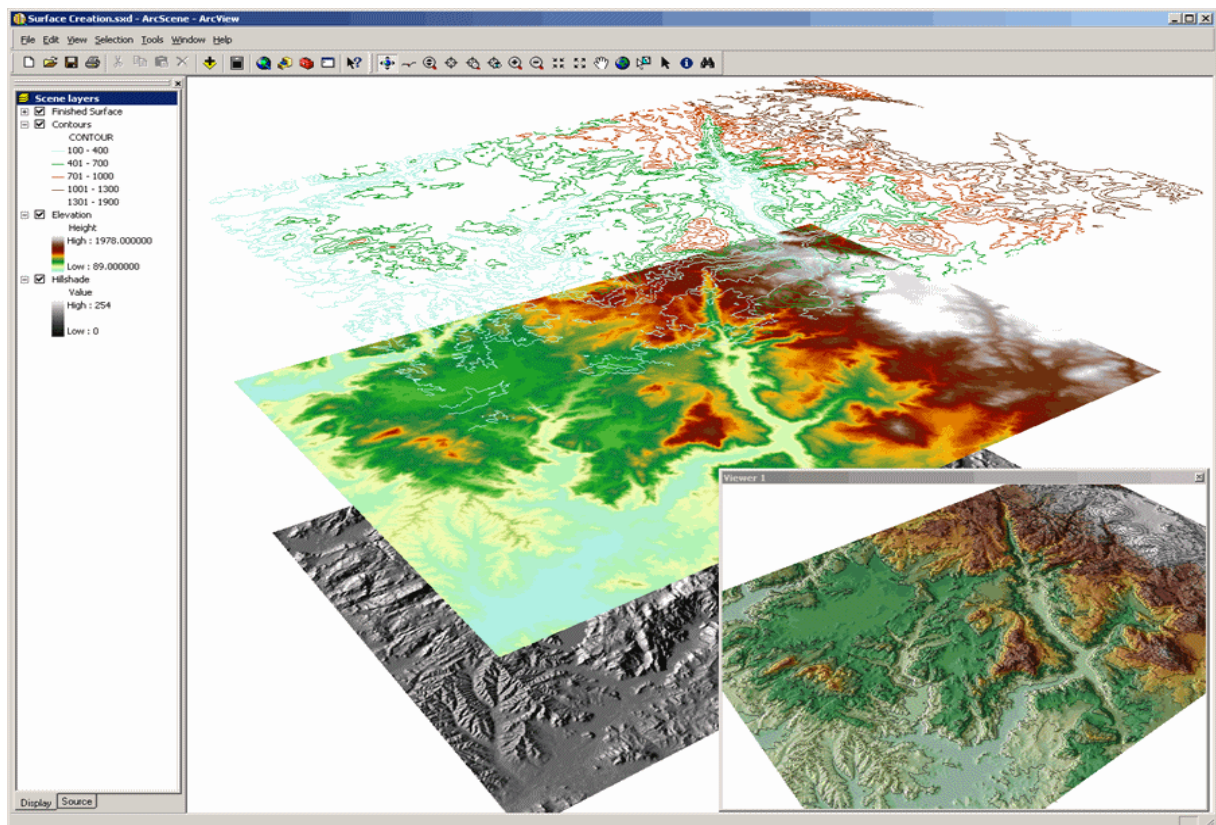 Surface Creation.sxd - ArcScene - ArcView
File Edit View Selection Tools Window Help
Scene layers
Finished Surface
Contours
CONTOUR
100 - 400
401 - 700
701 - 1000
1001 - 1300
1301 - 1900
Elevation
Height
High : 1978.000000
Low : 89.000000
Hillshade
Value
High : 254
Low : 0
Viewer 1
Display Source